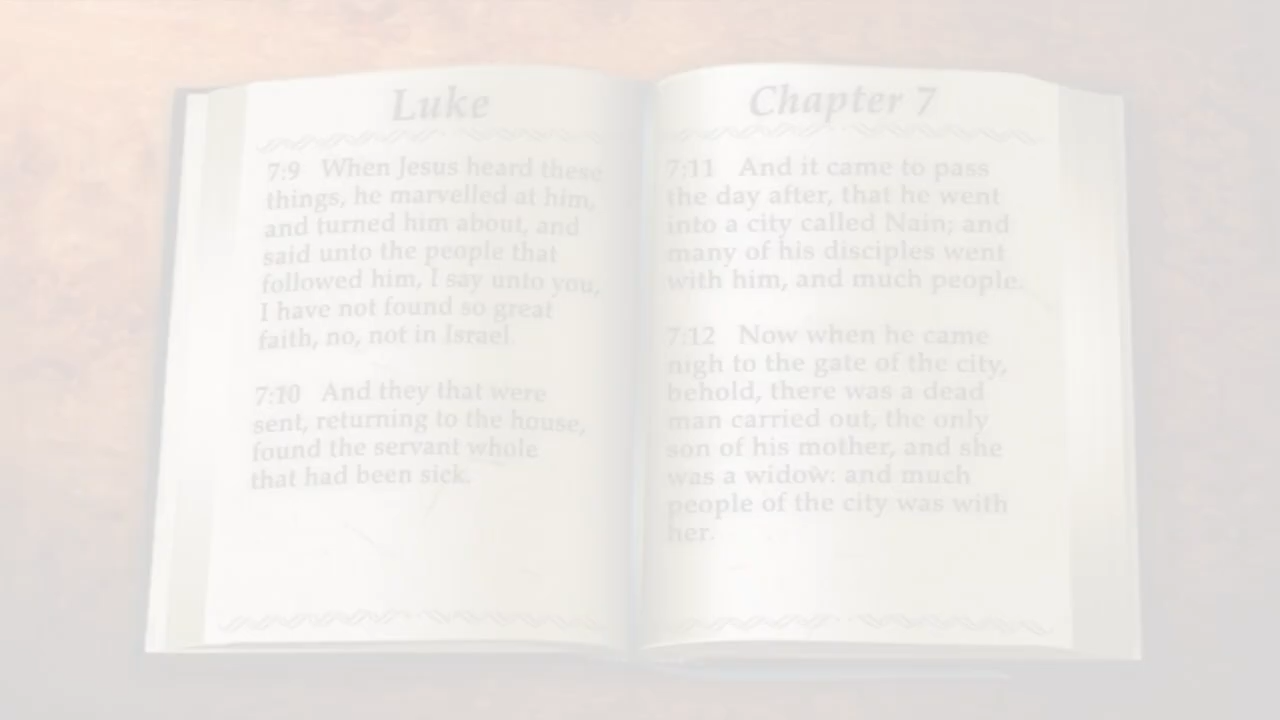 Luke
7:9 When Jesus heard these
things, he marvelled at him,
and turned him about, and
said unto the people that
followed him, I say unto you,
I have not found so great
faith, no, not in Israel.
7:10 And they that were
sent, returning to the house,
found the servant whole
that had been sick.
Chapter 7
7:11 And it came to pass
the day after, that he went
into a city called Nain; and
many of his disciples went
with him, and much people.
7:12 Now when he came
nigh to the gate of the city,
behold, there was a dead
man carried out, the only
son of his mother, and she
was a widow: and much
people of the city was with
her.